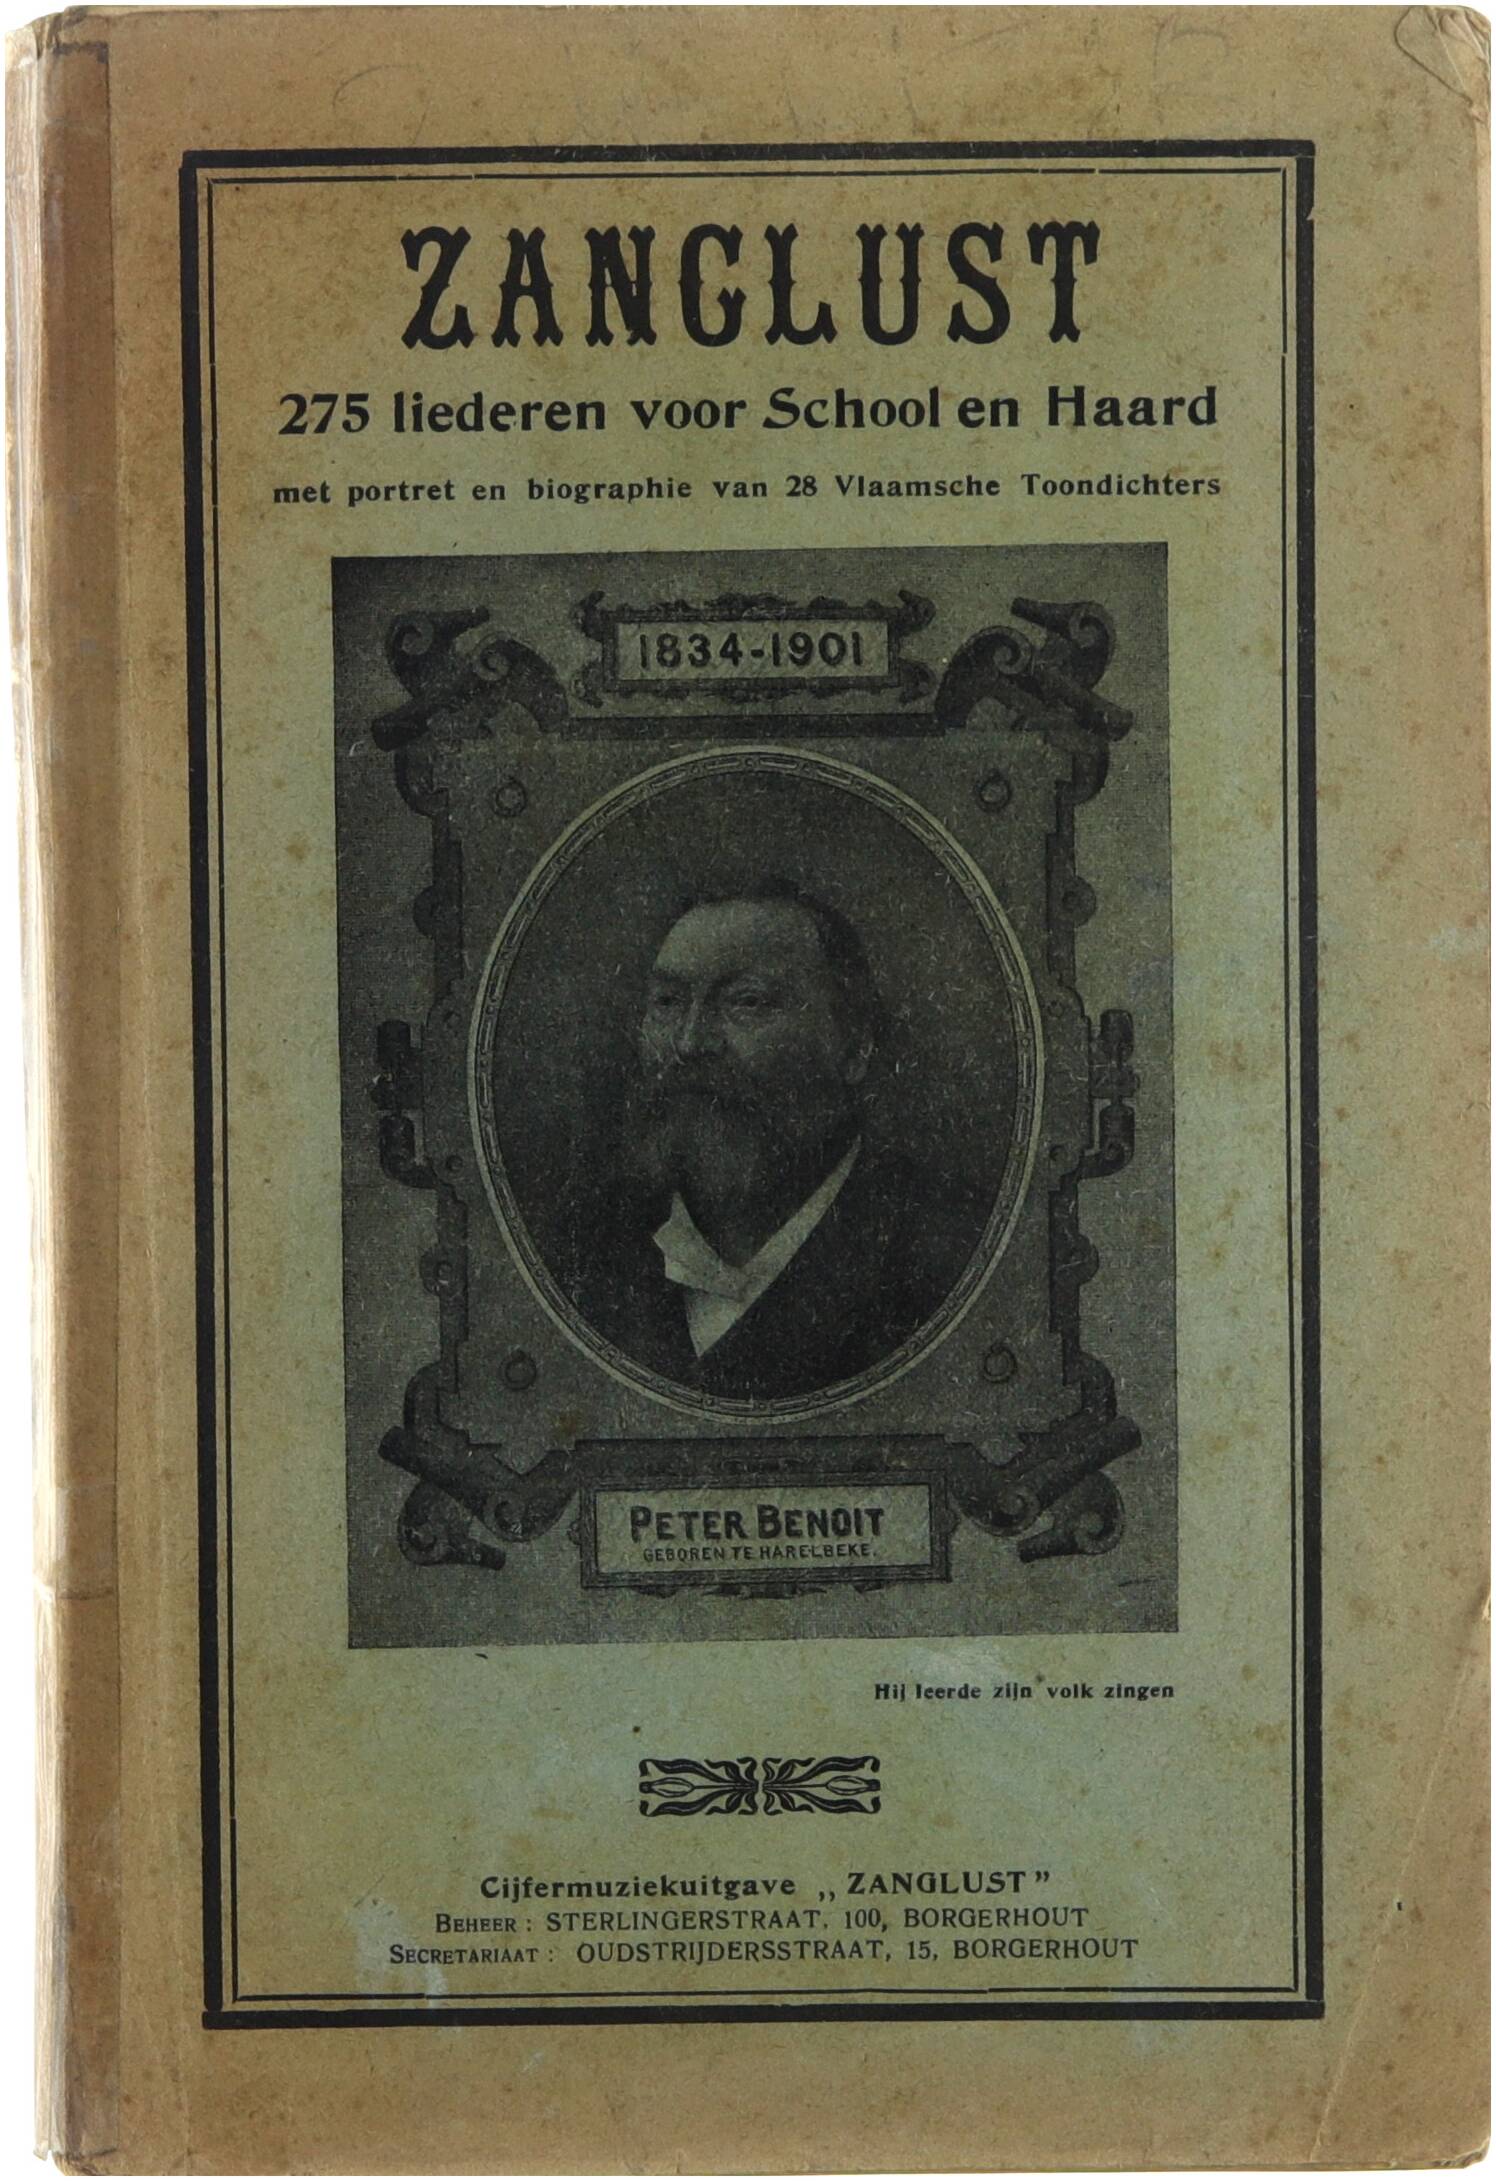 ZANGLUST
275 liederen voor School en Haard
met portret en biographie van 28 Vlaamsche Toondichters
1834-1901
PETER BENOIT
GEBOREN TE HARELBEKE.
Hij leerde zijn volk zingen
Cijfermuziekuitgave „ ZANGLUST ”
BEHEER : STERLINGERSTRAAT, 100, BORGERHOUT
SECRETARIAAT : OUDSTRIJDERSSTRAAT, 15, BORGERHOUT